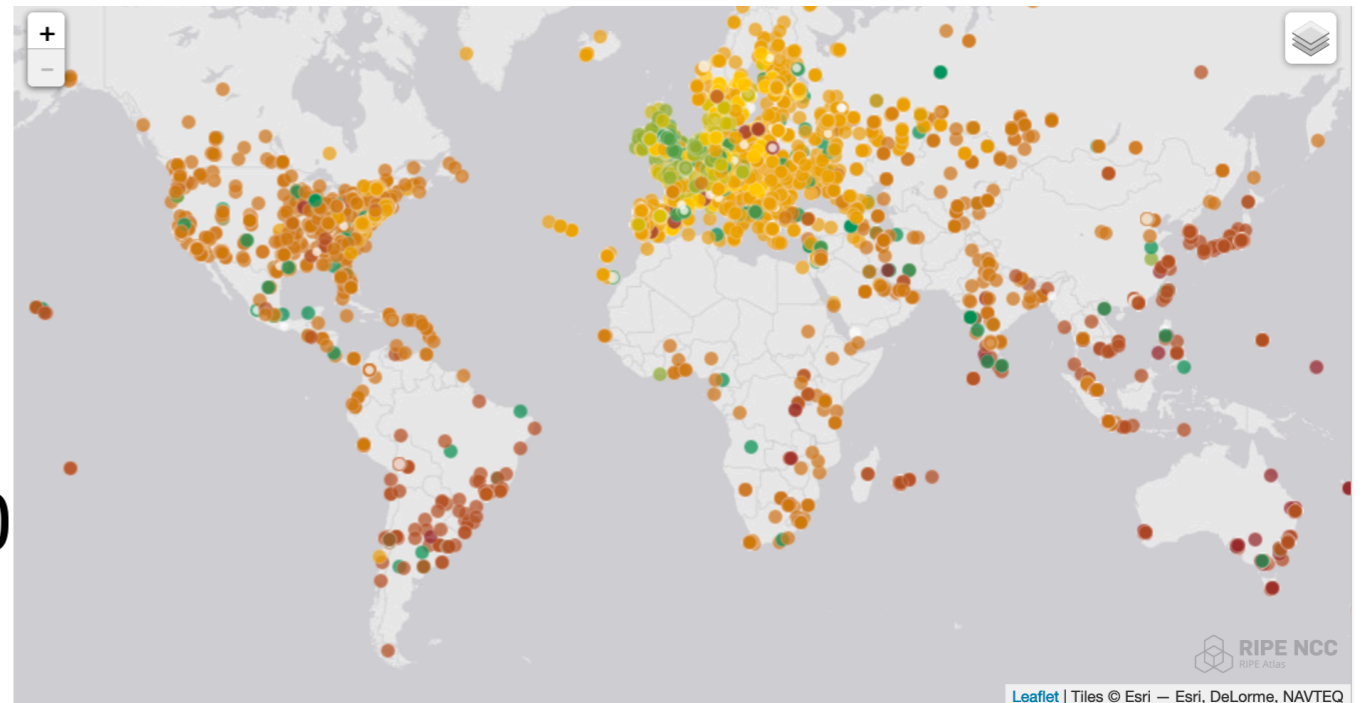 +
−
)
RIPE NCC
RIPE Atlas
Leaflet | Tiles © Esri — Esri, DeLorme, NAVTEQ